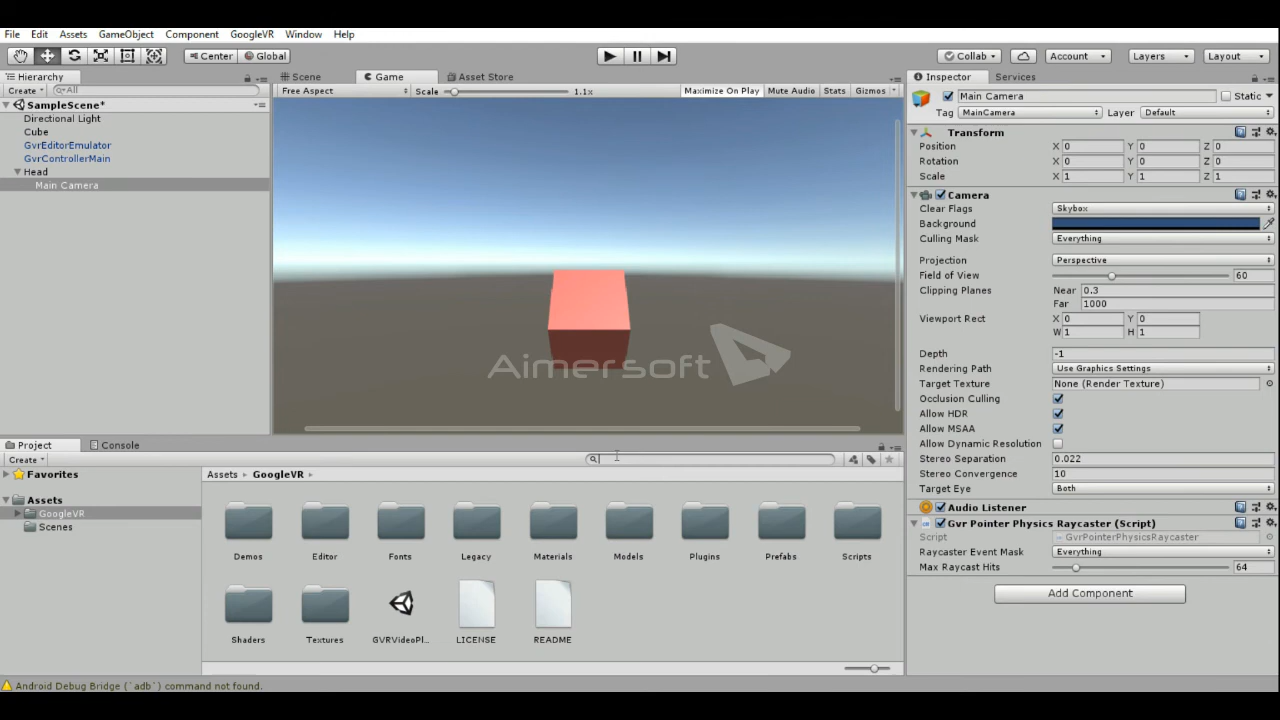 File Edit Assets GameObject Component GoogleVR Window Help
Center Global Collab Account Layers Layout
Hierarchy Scene Game Asset Store Inspector Services
Create All
SampleScene*
Directional Light
Cube
GvrEditorEmulator
GvrControllerMain
Head
Main Camera
Free Aspect Scale 1.1x Maximize On Play Mute Audio Stats Gizmos
Aimersoft
Main Camera Static
Tag MainCamera Layer Default
Transform
Position X 0 Y 0 Z 0
Rotation X 0 Y 0 Z 0
Scale X 1 Y 1 Z 1
Camera
Clear Flags Skybox
Background
Culling Mask Everything
Projection Perspective
Field of View 60
Clipping Planes Near 0.3
Far 1000
Viewport Rect X 0 Y 0
W 1 H 1
Depth -1
Rendering Path Use Graphics Settings
Target Texture None (Render Texture)
Occlusion Culling
Allow HDR
Allow MSAA
Allow Dynamic Resolution
Stereo Separation 0.022
Stereo Convergence 10
Target Eye Both
Audio Listener
Gvr Pointer Physics Raycaster (Script)
Script GvrPointerPhysicsRaycaster
Raycaster Event Mask Everything
Max Raycast Hits 64
Add Component
Project Console
Create
Favorites
Assets
GoogleVR
Scenes
Assets GoogleVR
Demos Editor Fonts Legacy Materials Models Plugins Prefabs Scripts
Shaders Textures GVRVideoPl... LICENSE README
Android Debug Bridge (`adb`) command not found.